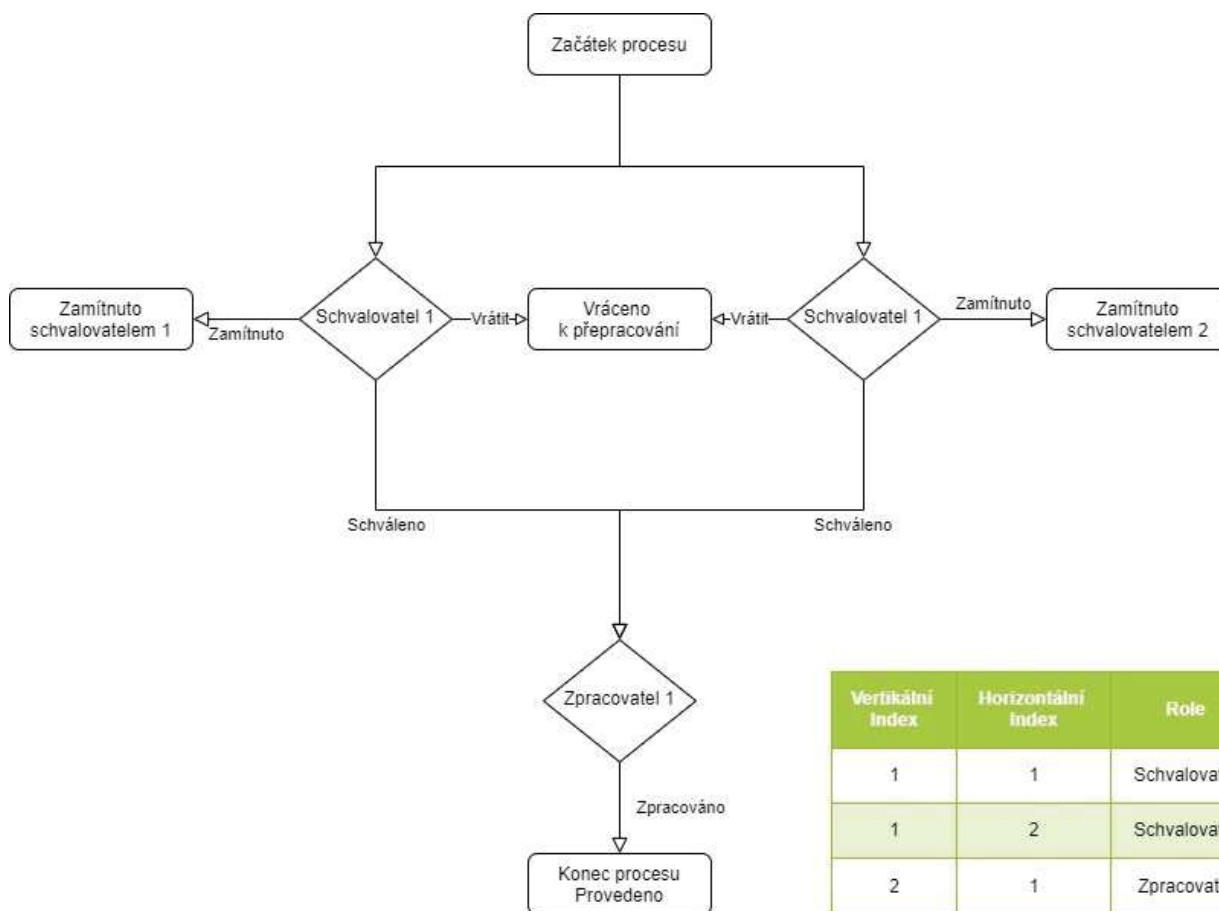 Začátek procesu
Zamítnuto
schvalovatelem 1
Zamítnuto
Schvalovatel 1
Vrátit
Vráceno
k přepracování
Vrátit
Schvalovatel 1
Zamítnuto
Zamítnuto
schvalovatelem 2
Schváleno
Schváleno
Zpracovatel 1
Zpracováno
Konec procesu
Provedeno
Vertikální Index
Horizontální Index
Role
1 1
1 2
2 1